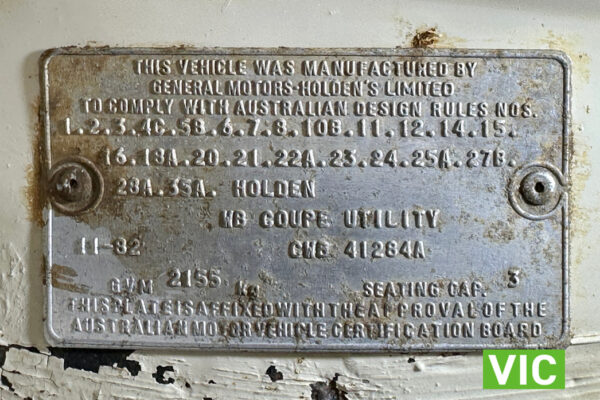 THIS VEHICLE WAS MANUFACTURED BY
GENERAL MOTORS-HOLDEN'S LIMITED
TO COMPLY WITH AUSTRALIAN DESIGN RULES NOS.
1.2.3.4C.5B.6.7.8.10B.11.12.14.15.
16.18A.20.21.22A.23.24.25A.27B.
28A.35A. HOLDEN
WB COUPE UTILITY
11-82 CWB 41284A
GVM 2155 Kg SEATING CAP. 3
THIS PLATE IS AFFIXED WITH THE APPROVAL OF THE
AUSTRALIAN MOTOR VEHICLE CERTIFICATION BOARD
VIC